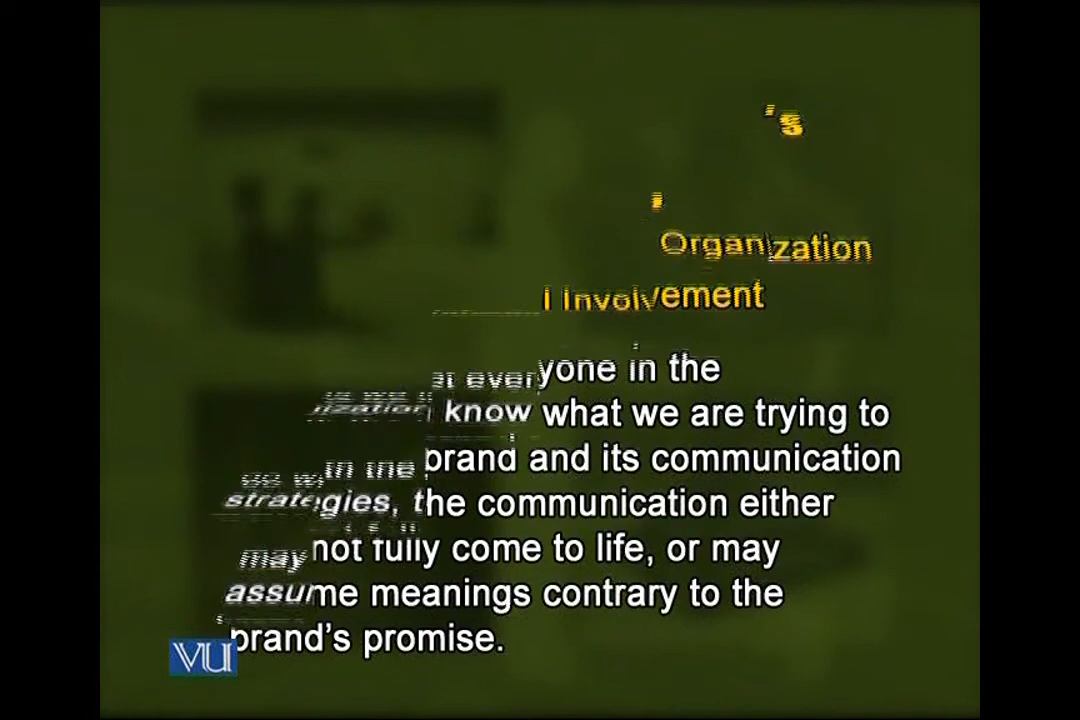 's
Organization
l Involvement
everyone in the
know what we are trying to
brand and its communication
strategies, the communication either
may not fully come to life, or may
assume meanings contrary to the
brand’s promise.
VU